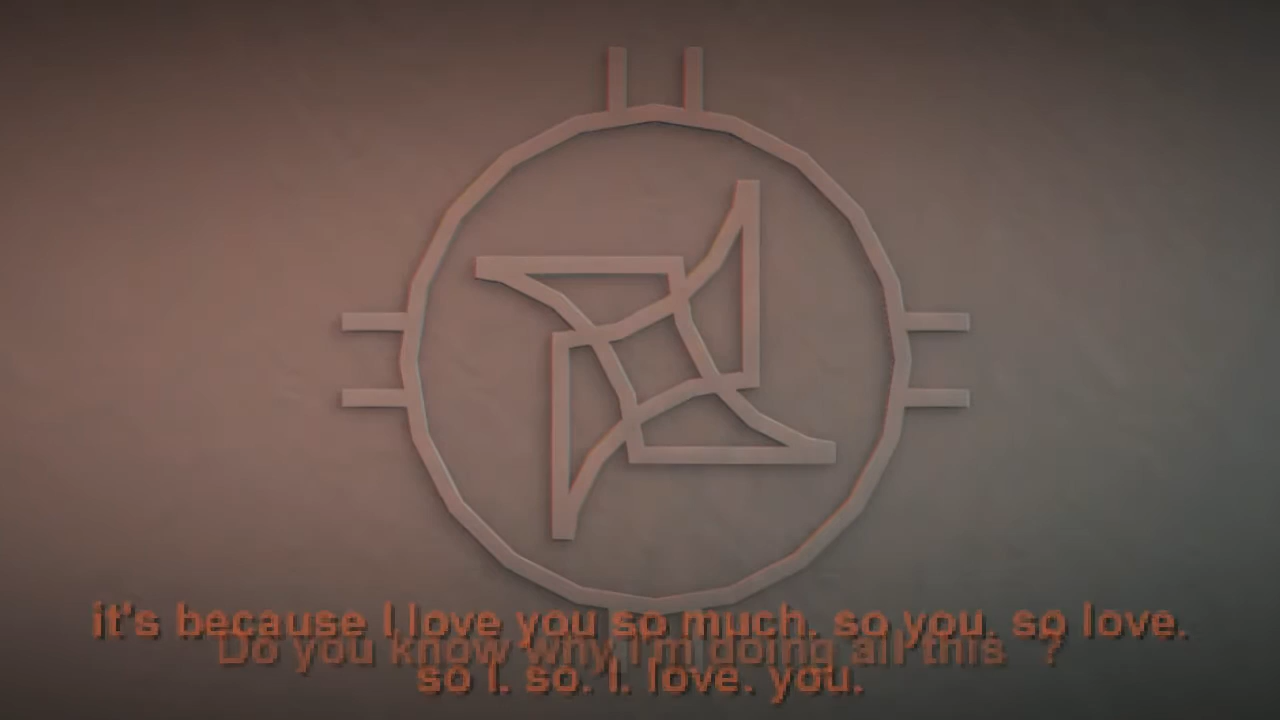 it's because I love you so much. so you. so love.
Do you know why I'm doing all this ?
so I. so. I. love. you.